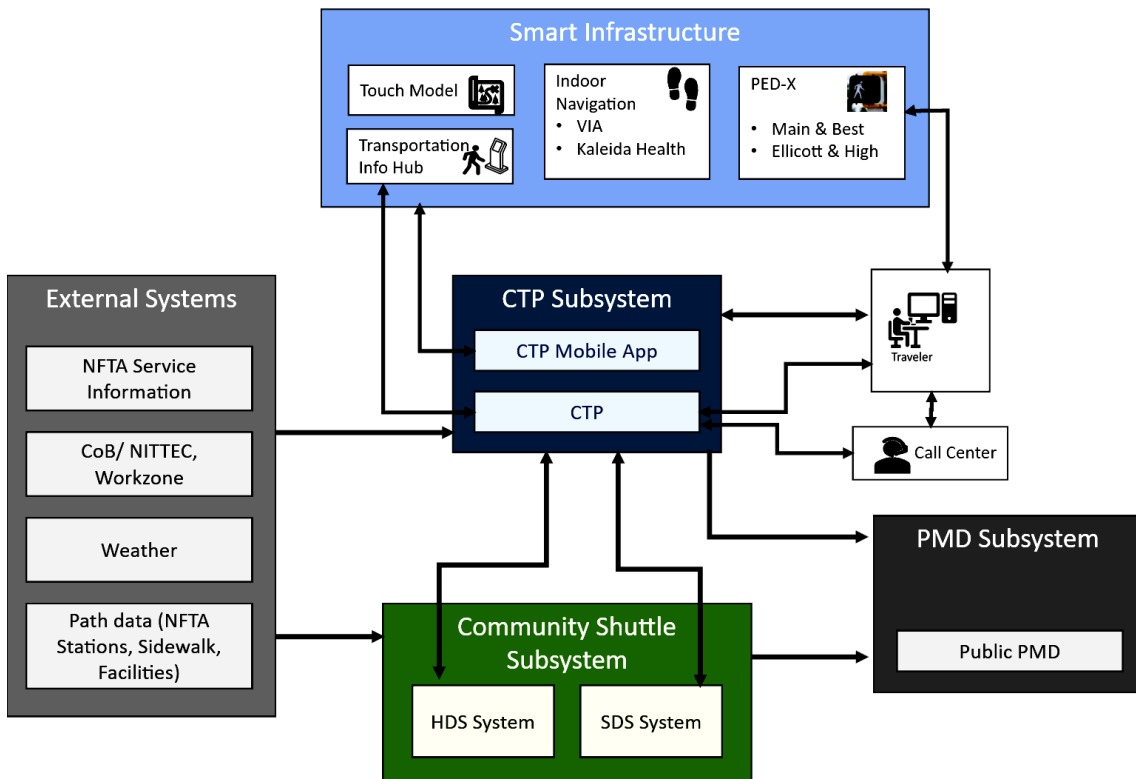 Smart Infrastructure
Touch Model
Transportation
Info Hub
Indoor
Navigation
• VIA
• Kaleida Health
PED-X
• Main & Best
• Ellicott & High
External Systems
NFTA Service
Information
CoB/ NITTEC,
Workzone
Weather
Path data (NFTA
Stations, Sidewalk,
Facilities)
CTP Subsystem
CTP Mobile App
CTP
Traveler
Call Center
PMD Subsystem
Public PMD
Community Shuttle
Subsystem
HDS System
SDS System